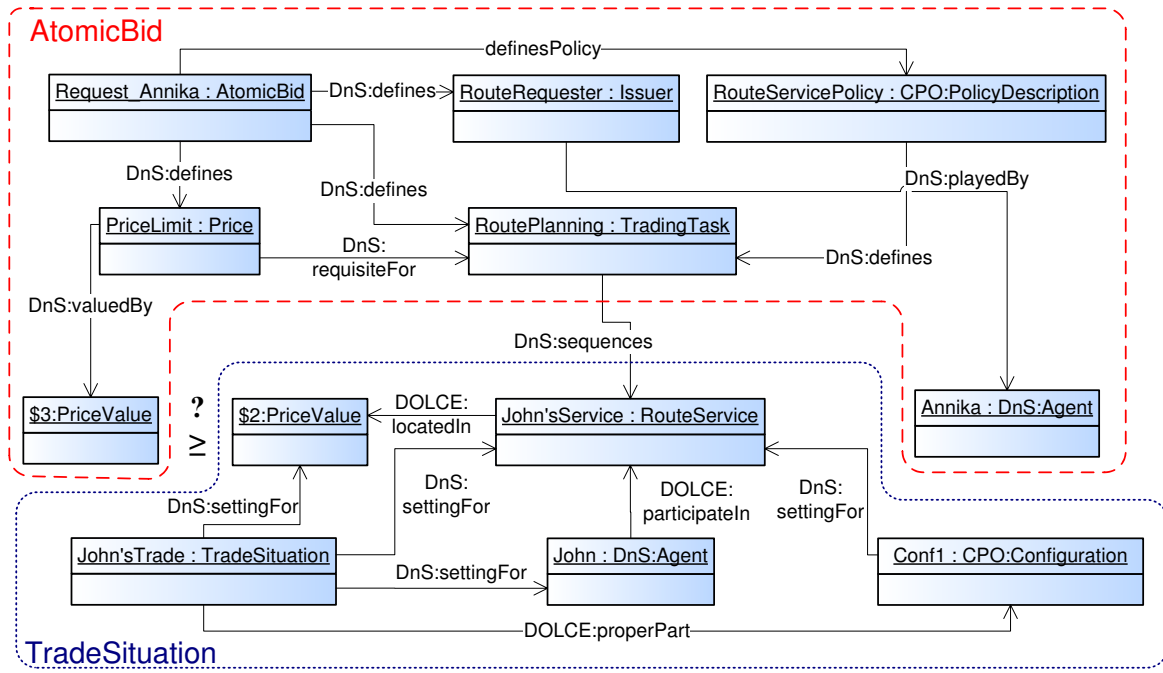 AtomicBid
definesPolicy
Request_Annika : AtomicBid
DnS:defines
RouteRequester : Issuer
RouteServicePolicy : CPO:PolicyDescription
DnS:defines
DnS:defines
DnS:playedBy
PriceLimit : Price
RoutePlanning : TradingTask
DnS:
requisiteFor
DnS:defines
DnS:valuedBy
DnS:sequences
$3:PriceValue
?
≥
$2:PriceValue
DOLCE:
locatedIn
John'sService : RouteService
Annika : DnS:Agent
DnS:settingFor
DnS:
settingFor
DOLCE:
participateIn
DnS:
settingFor
John'sTrade : TradeSituation
DnS:settingFor
John : DnS:Agent
Conf1 : CPO:Configuration
DOLCE:properPart
TradeSituation